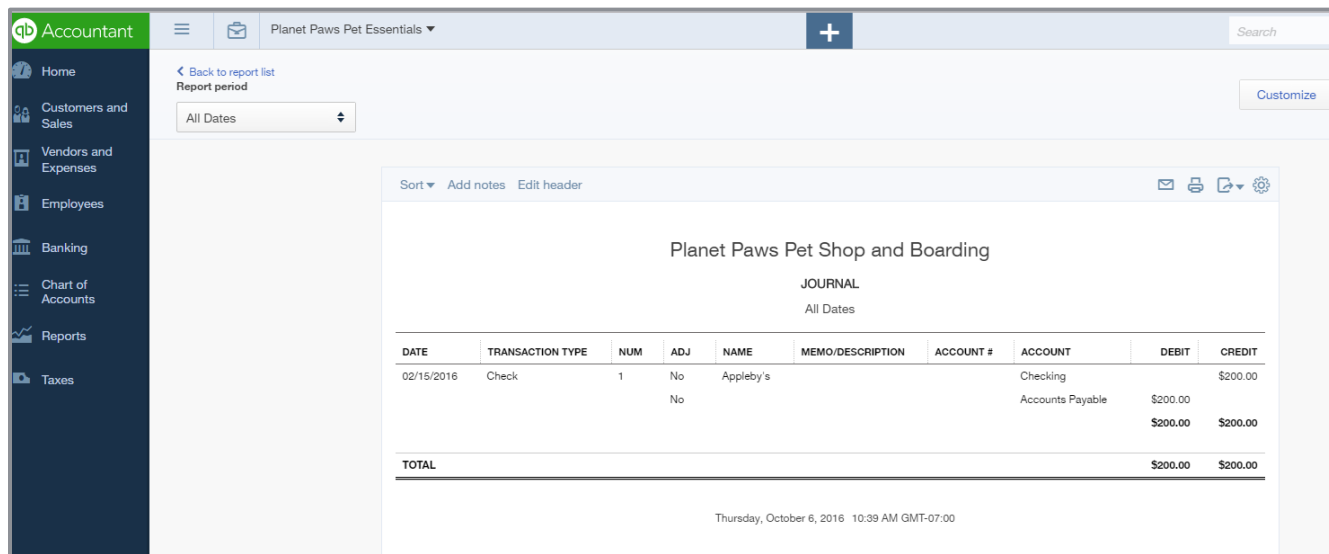 qb Accountant
Planet Paws Pet Essentials
+
Search
Home
Customers and
Sales
Vendors and
Expenses
Employees
Banking
Chart of
Accounts
Reports
Taxes
Back to report list
Report period
All Dates
Customize
Sort Add notes Edit header
Planet Paws Pet Shop and Boarding
JOURNAL
All Dates
DATE TRANSACTION TYPE NUM ADJ NAME MEMO/DESCRIPTION ACCOUNT # ACCOUNT DEBIT CREDIT
02/15/2016 Check 1 No Appleby's Checking $200.00
No Accounts Payable $200.00
$200.00 $200.00
TOTAL $200.00 $200.00
Thursday, October 6, 2016 10:39 AM GMT-07:00